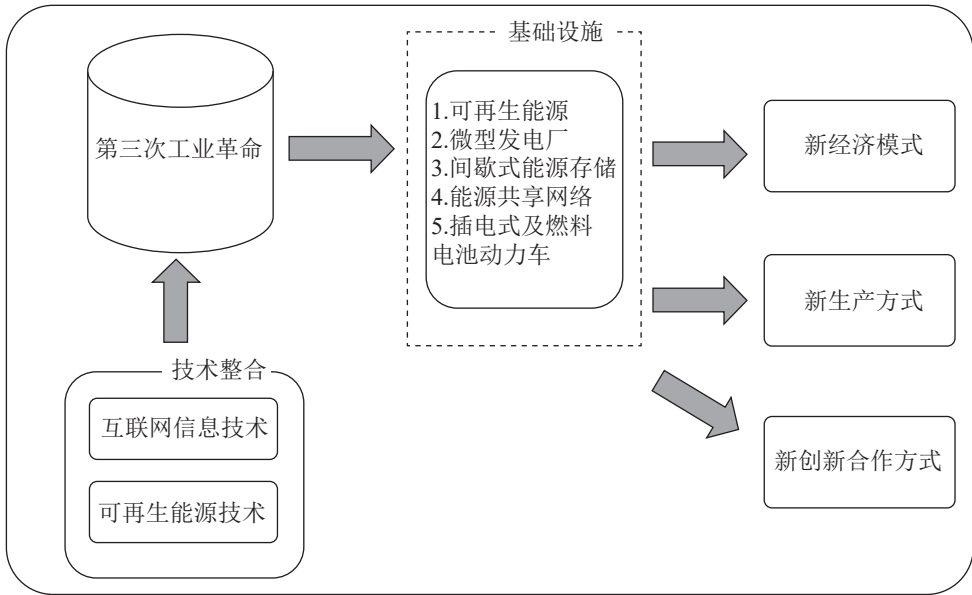 第三次工业革命
技术整合
互联网信息技术
可再生能源技术
基础设施
1.可再生能源
2.微型发电厂
3.间歇式能源存储
4.能源共享网络
5.插电式及燃料
电池动力车
新经济模式
新生产方式
新创新合作方式